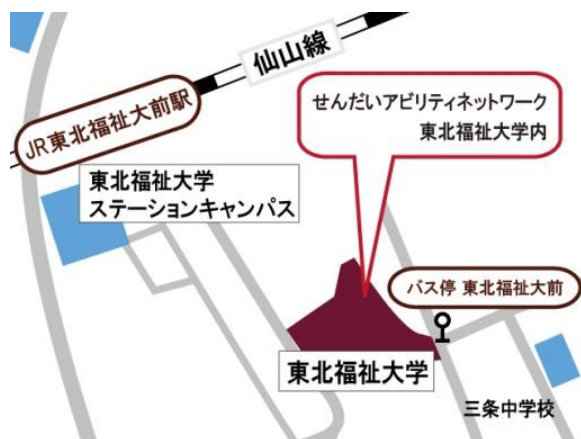 仙山線
JR東北福祉大前駅
せんだいアビリティネットワーク
東北福祉大学内
東北福祉大学
ステーションキャンパス
バス停 東北福祉大前
東北福祉大学
三条中学校